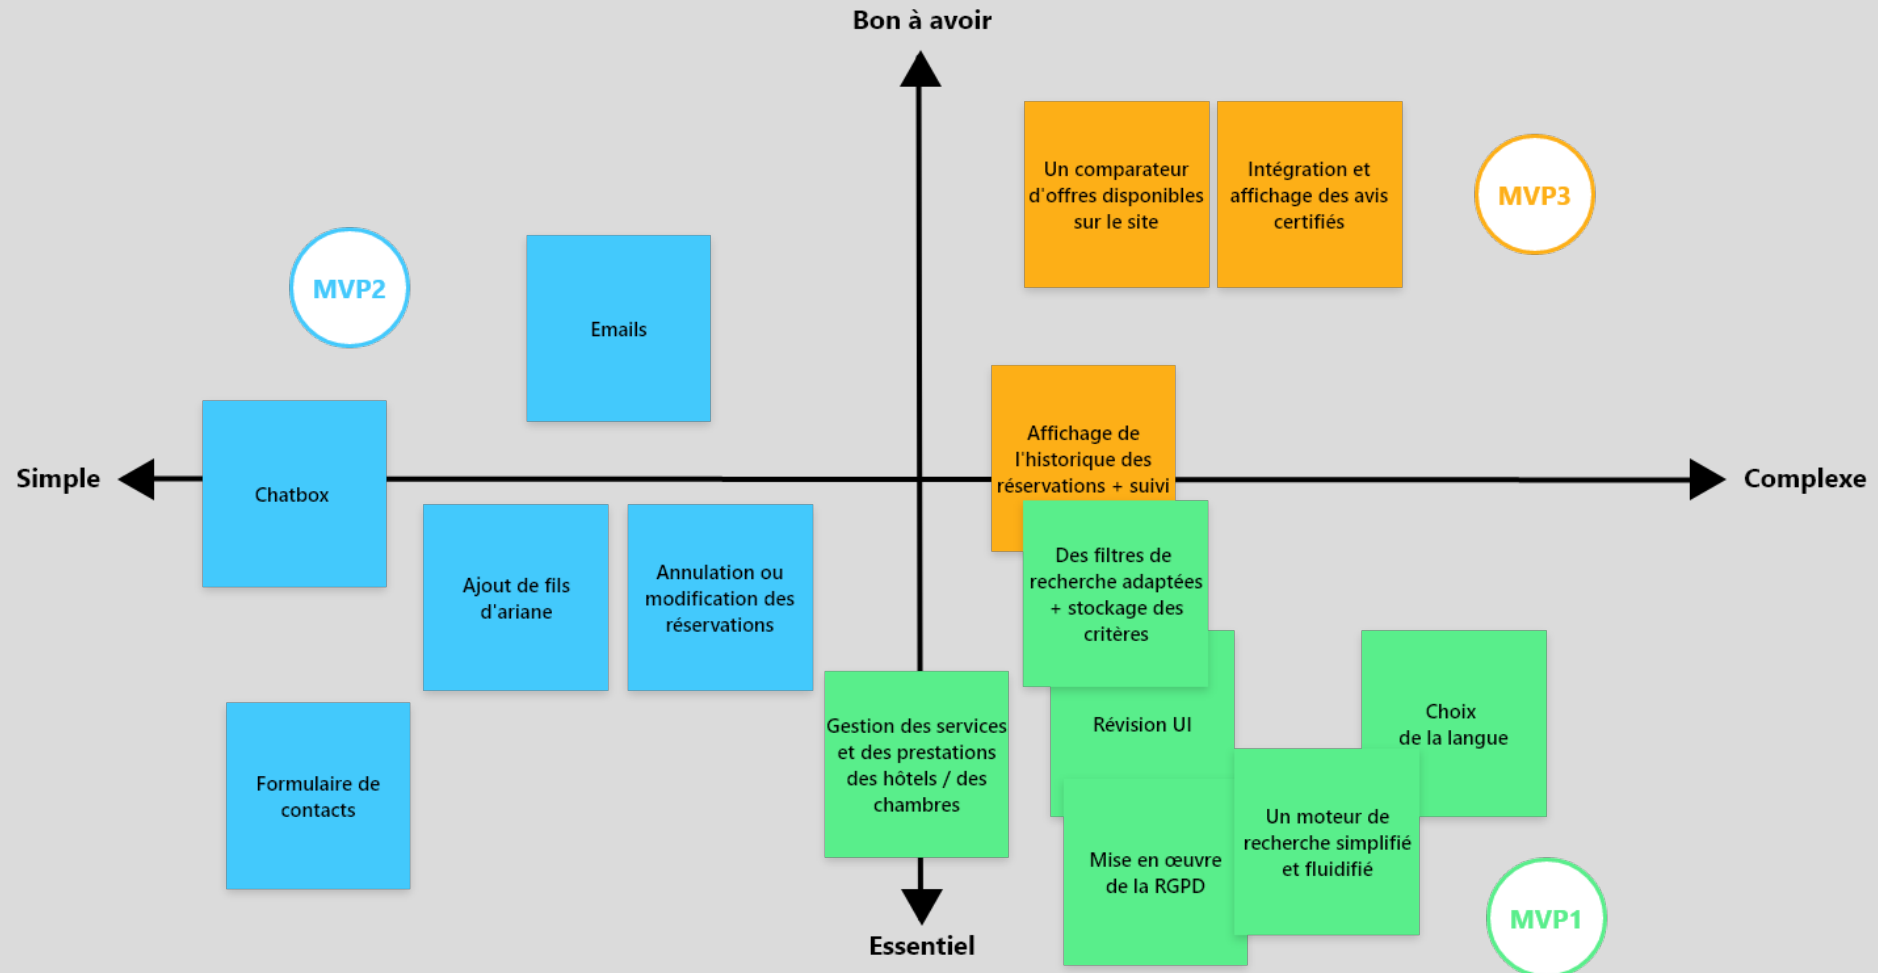 Bon à avoir
Un comparateur
d'offres disponibles
sur le site
Intégration et
affichage des avis
certifiés
MVP3
MVP2
Emails
Affichage de
l'historique des
réservations + suivi
Simple
Complexe
Chatbox
Ajout de fils
d'ariane
Annulation ou
modification des
réservations
Des filtres de
recherche adaptées
+ stockage des
critères
Gestion des services
et des prestations
des hôtels / des
chambres
Révision UI
Choix
de la langue
Formulaire de
contacts
Un moteur de
recherche simplifié
et fluidifié
Mise en œuvre
de la RGPD
MVP1
Essentiel